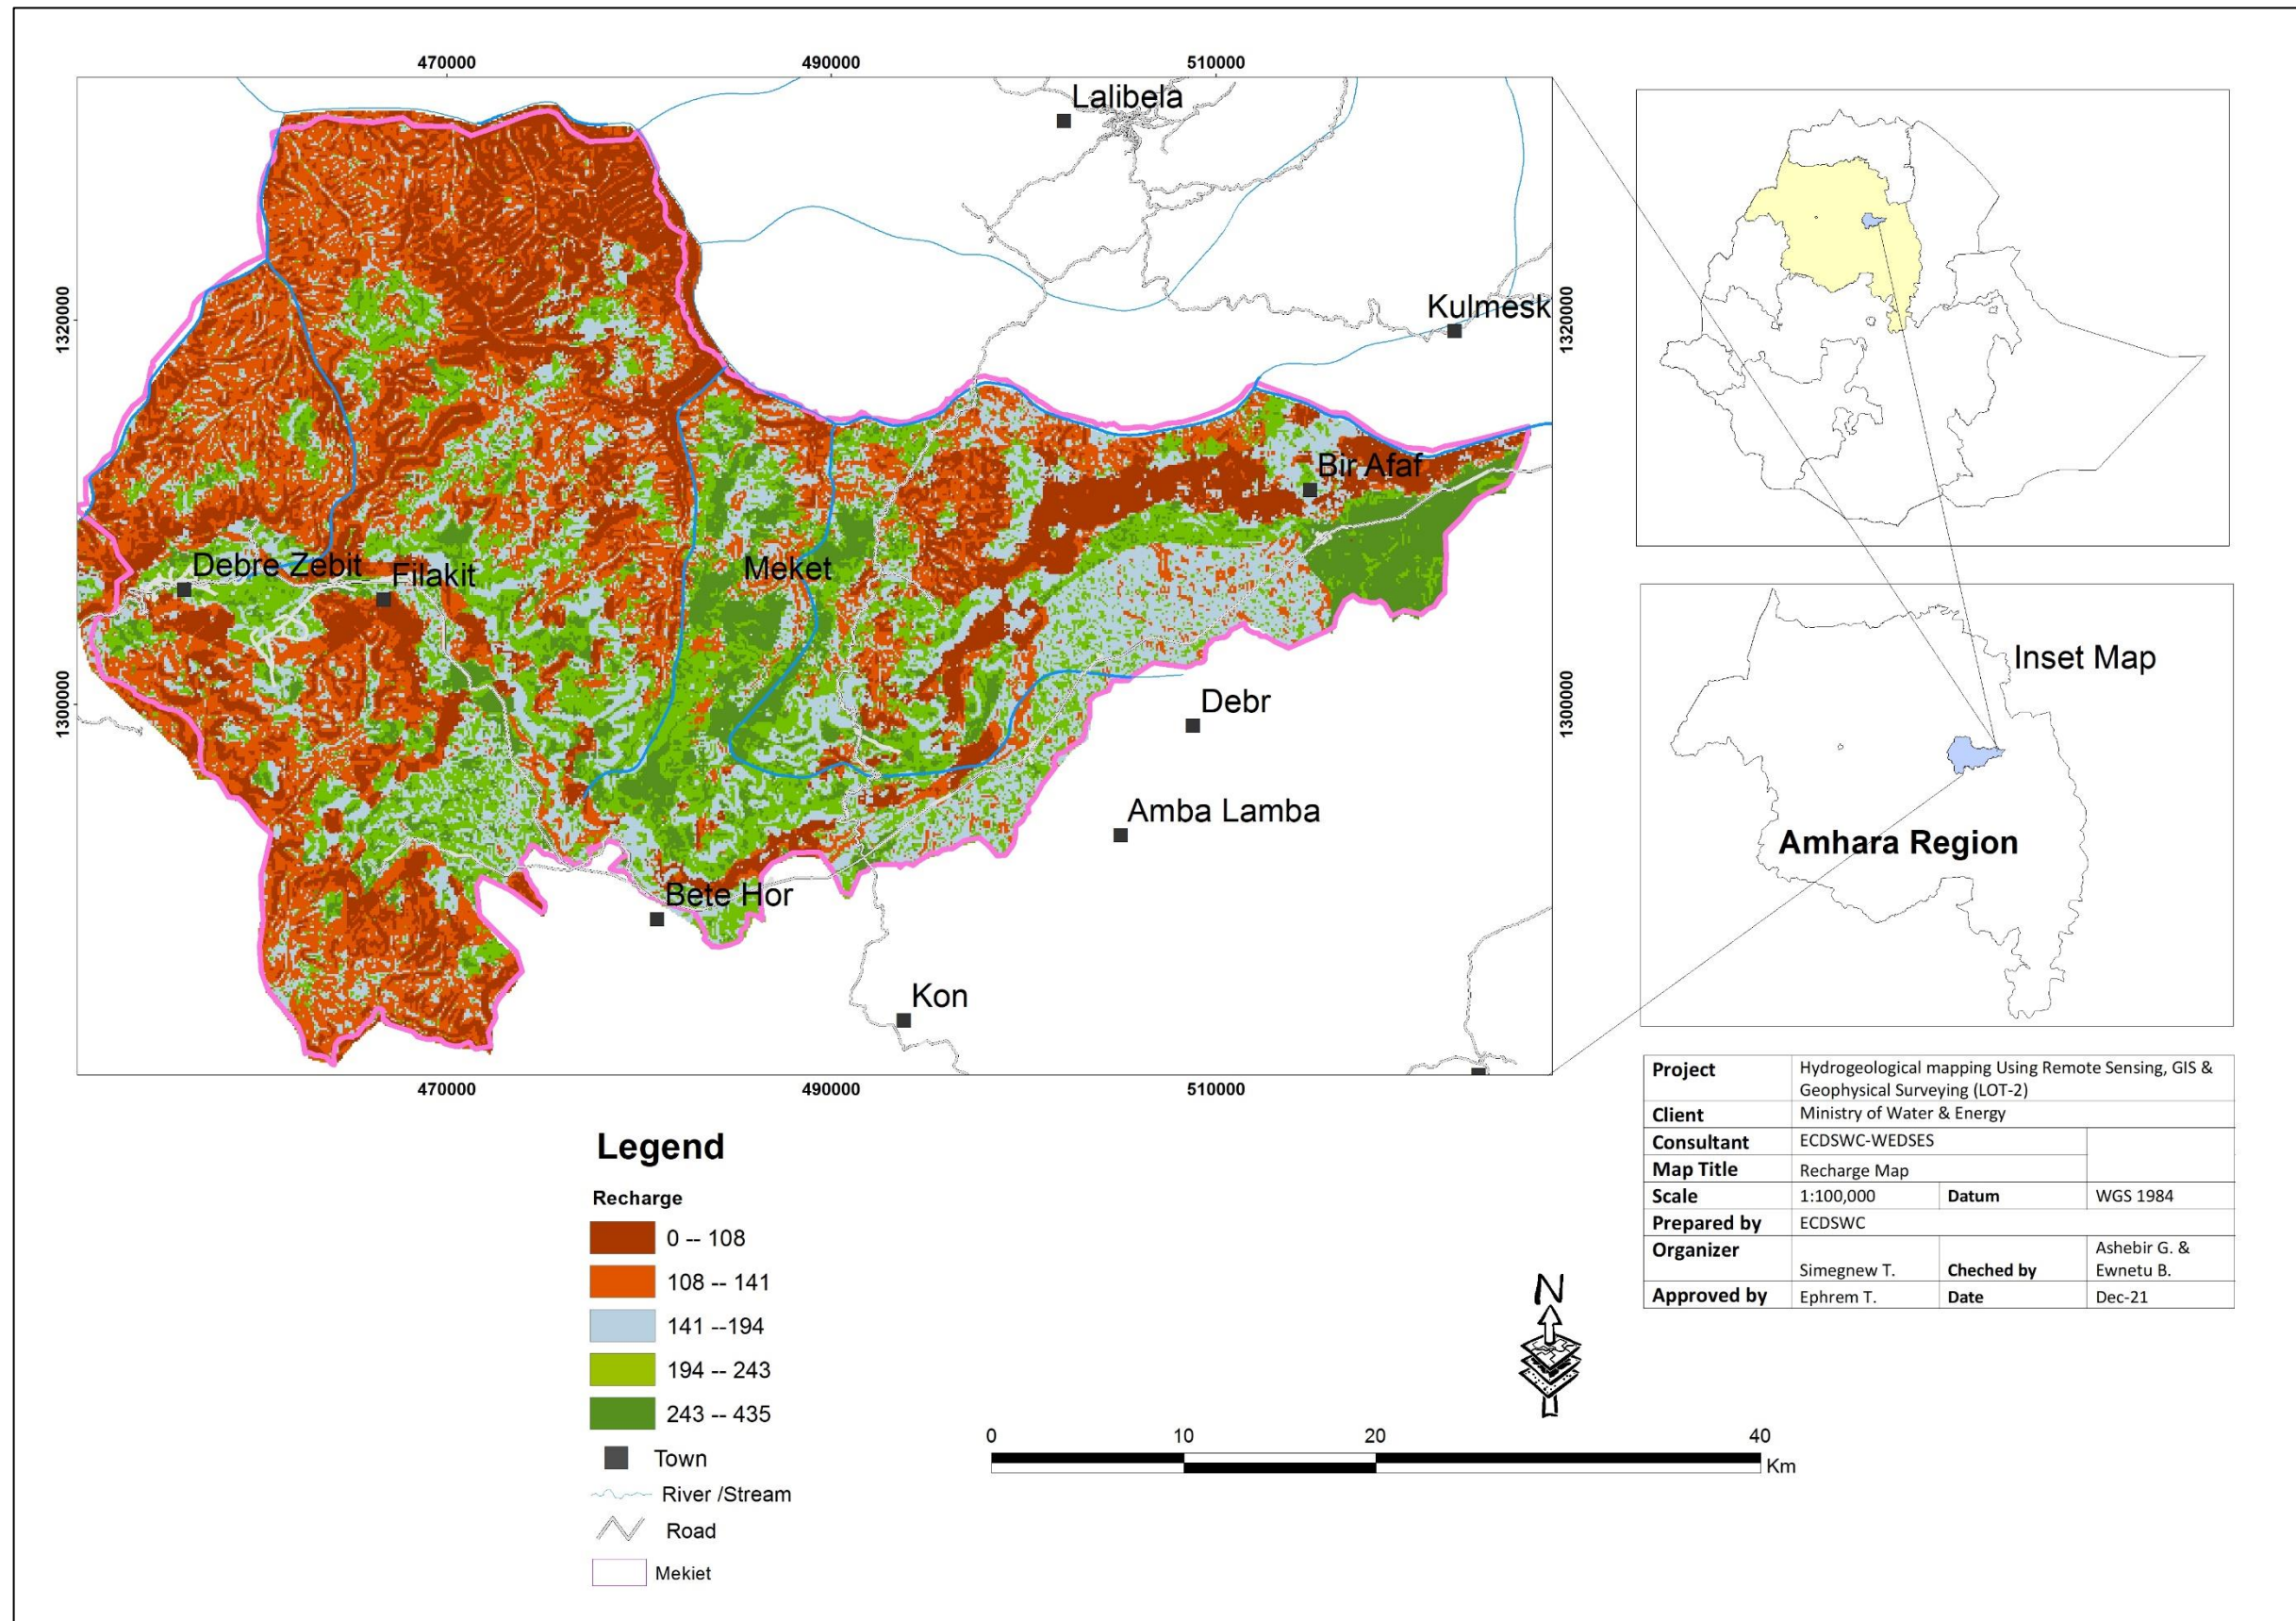 470000
490000
510000
Lalibela
Kulmesk
1320000
1320000
Bir Afaf
Debre Zebit
Filakit
Meket
1300000
1300000
Debr
Amba Lamba
Bete Hor
Kon
470000
490000
510000
Inset Map
Amhara Region
Project
Hydrogeological mapping Using Remote Sensing, GIS &
Geophysical Surveying (LOT-2)
Client
Ministry of Water & Energy
Consultant
ECDSWC-WEDSES
Map Title
Recharge Map
Scale
1:100,000
Datum
WGS 1984
Prepared by
ECDSWC
Organizer
Simegnew T.
Cheched by
Ashebir G. &
Ewnetu B.
Approved by
Ephrem T.
Date
Dec-21
Legend
Recharge
0 -- 108
108 -- 141
141 --194
194 -- 243
243 -- 435
Town
River /Stream
Road
Mekiet
N
0
10
20
40
Km